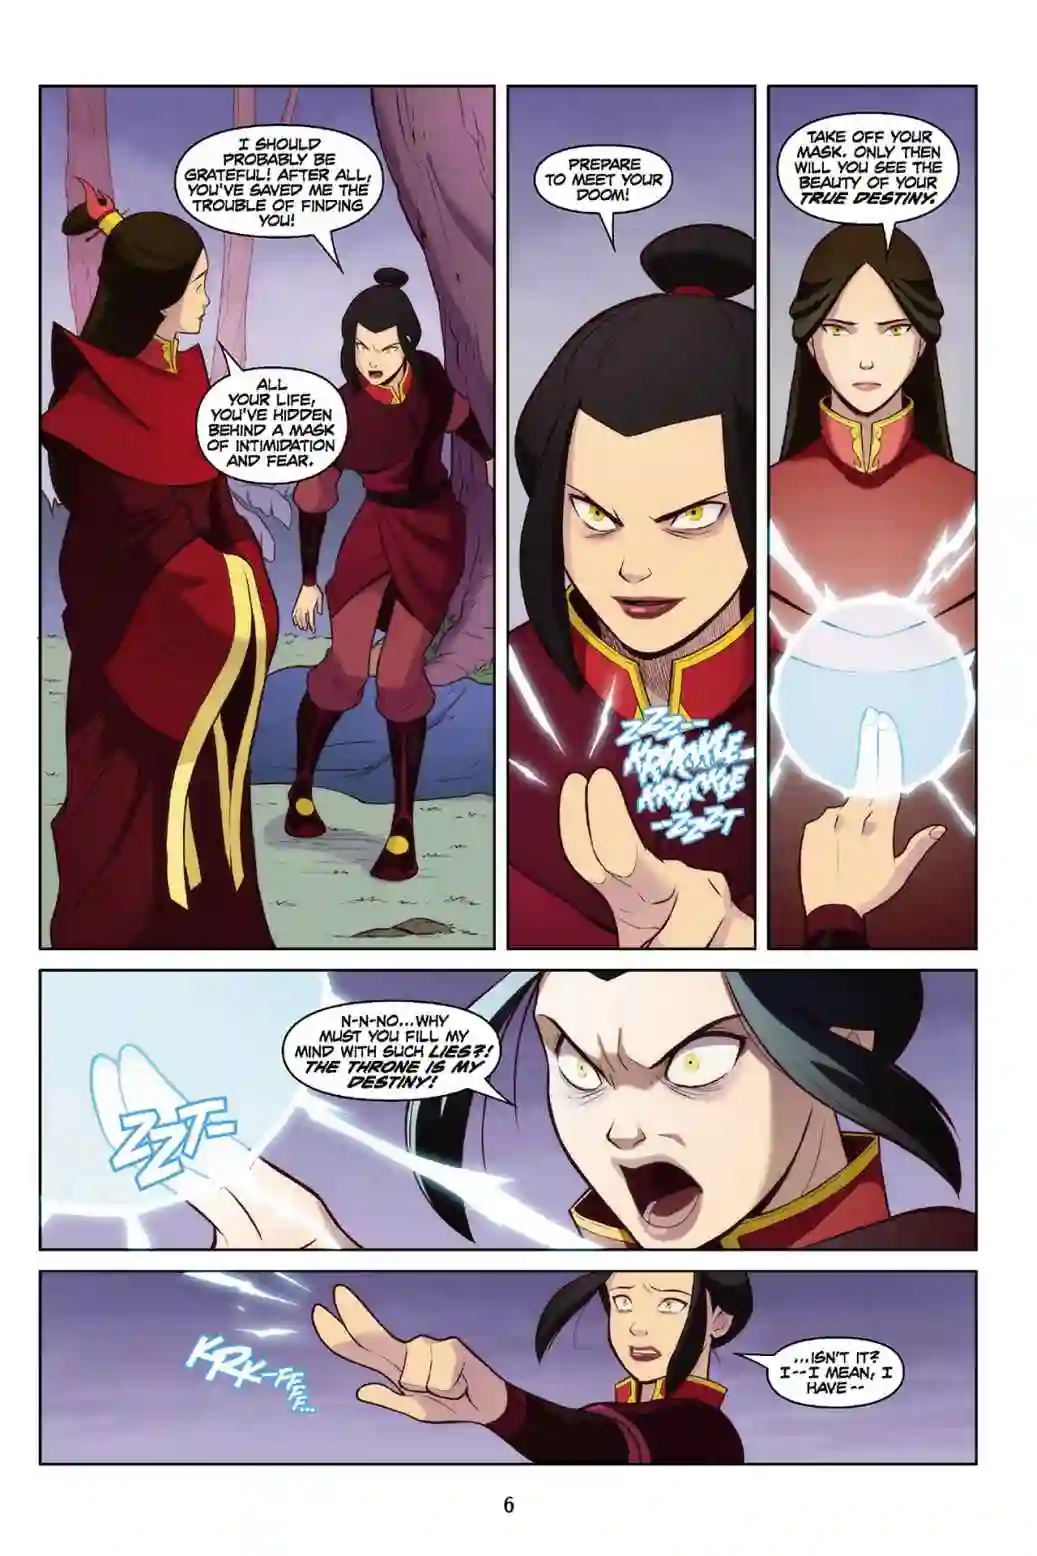 I SHOULD
PROBABLY BE
GRATEFUL! AFTER ALL,
YOU'VE SAVED ME THE
TROUBLE OF FINDING
YOU!
ALL
YOUR LIFE,
YOU'VE HIDDEN
BEHIND A MASK
OF INTIMIDATION
AND FEAR.
PREPARE
TO MEET YOUR
DOOM!
ZZZ--
KRACKLE
KRACKLE
--ZZZT
TAKE OFF YOUR
MASK. ONLY THEN
WILL YOU SEE THE
BEAUTY OF YOUR
TRUE DESTINY.
N-N-NO...WHY
MUST YOU FILL MY
MIND WITH SUCH LIES?!
THE THRONE IS MY
DESTINY!
ZZZT-
KRK-FF
F
F...
...ISN'T IT?
I--I MEAN, I
HAVE--
6